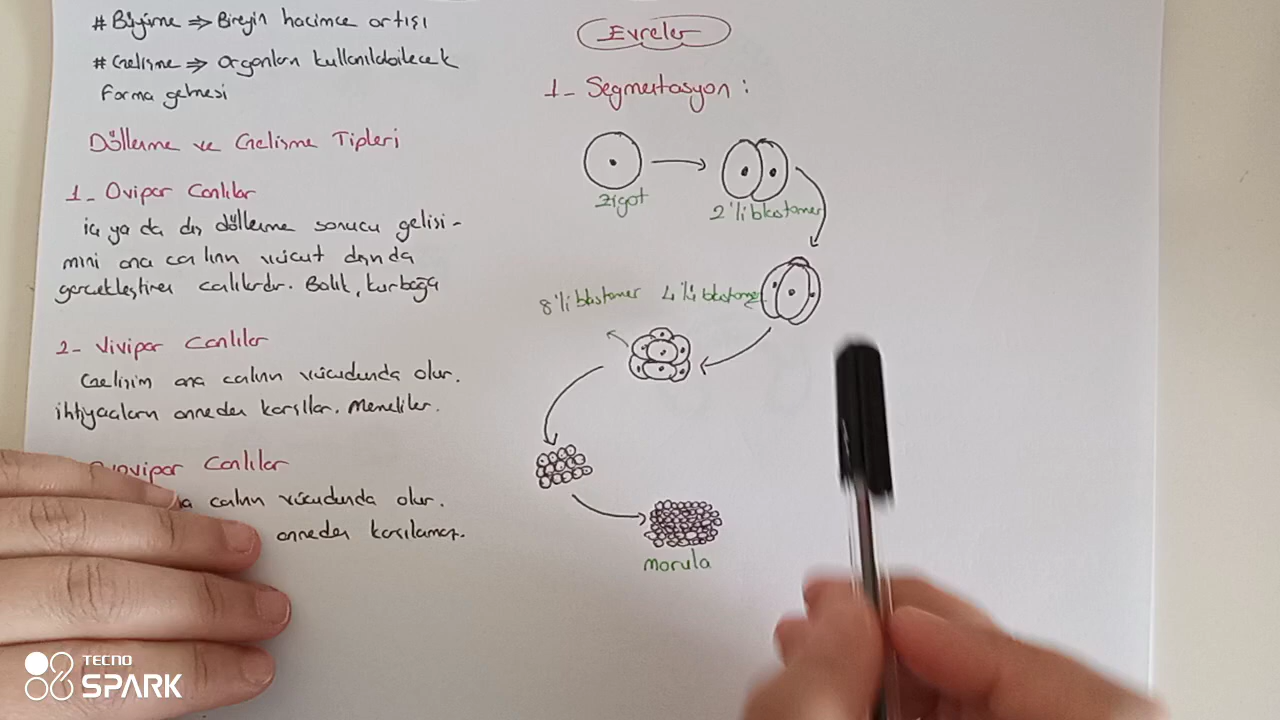 # Büyüme ⇒ Bireyin hacimce artışı
# Gelişme ⇒ Organların kullanılabilecek
forma gelmesi
Döllenme ve Gelişme Tipleri
1- Ovipar Canlılar
iç ya da dış döllenme sonucu gelişi-
mini ana canlının vücut dışında
gerçekleştiren canlılardır. Balık, kurbağa
2- Vivipar Canlılar
Gelişim ana canlının vücudunda olur.
ihtiyaçlarını anneden karşılar. Memeliler.
Canlılar
canlının vücudunda olur.
anneden karşılamaz.
Evreler
1- Segmentasyon :
zigot
2'li blastomer
8'li blastomer
4'lü blastomer
morula
TECNO
SPARK